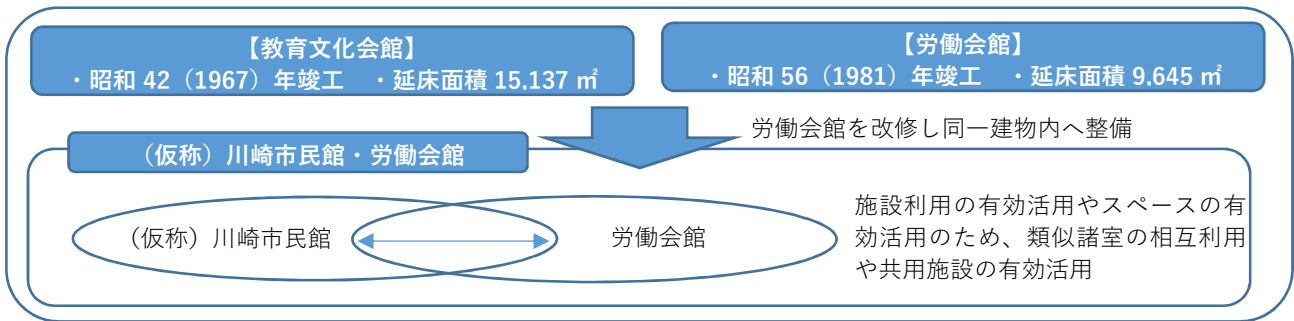 【教育文化会館】
・昭和 42(1967)年竣工 ・延床面積 15,137 ㎡
【労働会館】
・昭和 56(1981)年竣工 ・延床面積 9,645 ㎡
労働会館を改修し同一建物内へ整備
(仮称)川崎市民館・労働会館
(仮称)川崎市民館
労働会館
施設利用の有効活用やスペースの有
効活用のため、類似諸室の相互利用
や共用施設の有効活用